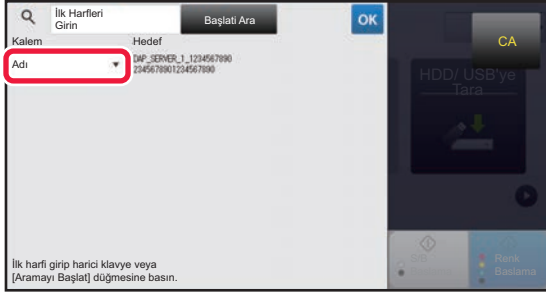 İlk Harfleri
Girin
Başlati Ara
OK
CA
Kalem
Hedef
Adı
DAP_SERVER_1_1234567890
2345678901234567890
HDD/ USB'ye
Tara
S/B
Renk
Başlama
İlk harfi girip harici klavye veya
[Aramayı Başlat] düğmesine basın.